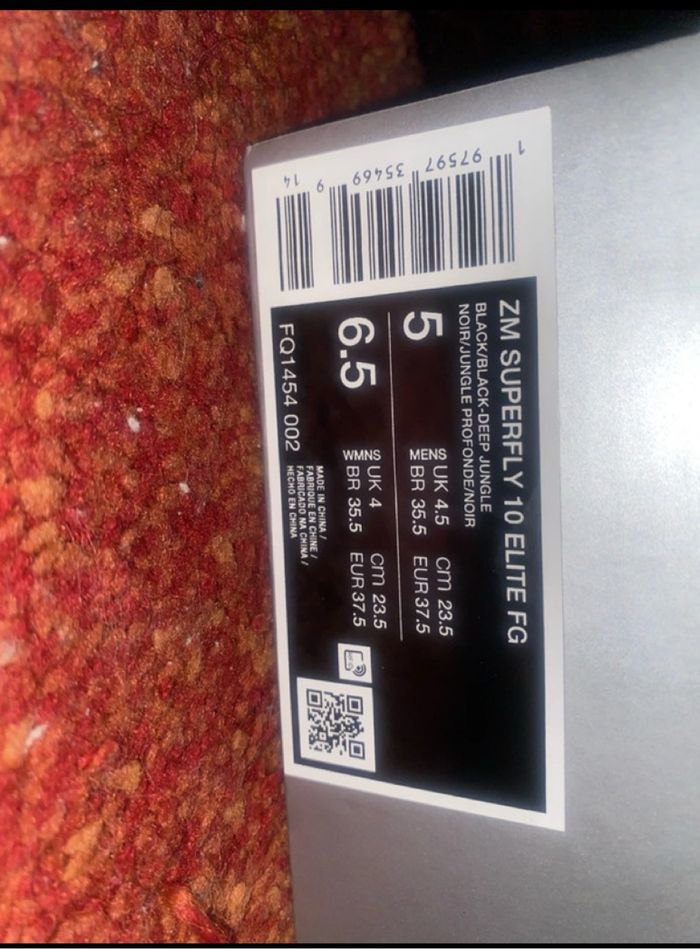 ZM SUPERFLY 10 ELITE FG
BLACK/BLACK-DEEP JUNGLE
NOIR/JUNGLE PROFONDE/NOIR
5
MENS UK 4.5 cm 23.5
BR 35.5 EUR 37.5
6.5
WMNS UK 4 cm 23.5
BR 35.5 EUR 37.5
FQ1454 002
MADE IN CHINA /
FABRIQUE EN CHINE /
FABRICADO NA CHINA /
HECHO EN CHINA
1 97597 35469 9 14